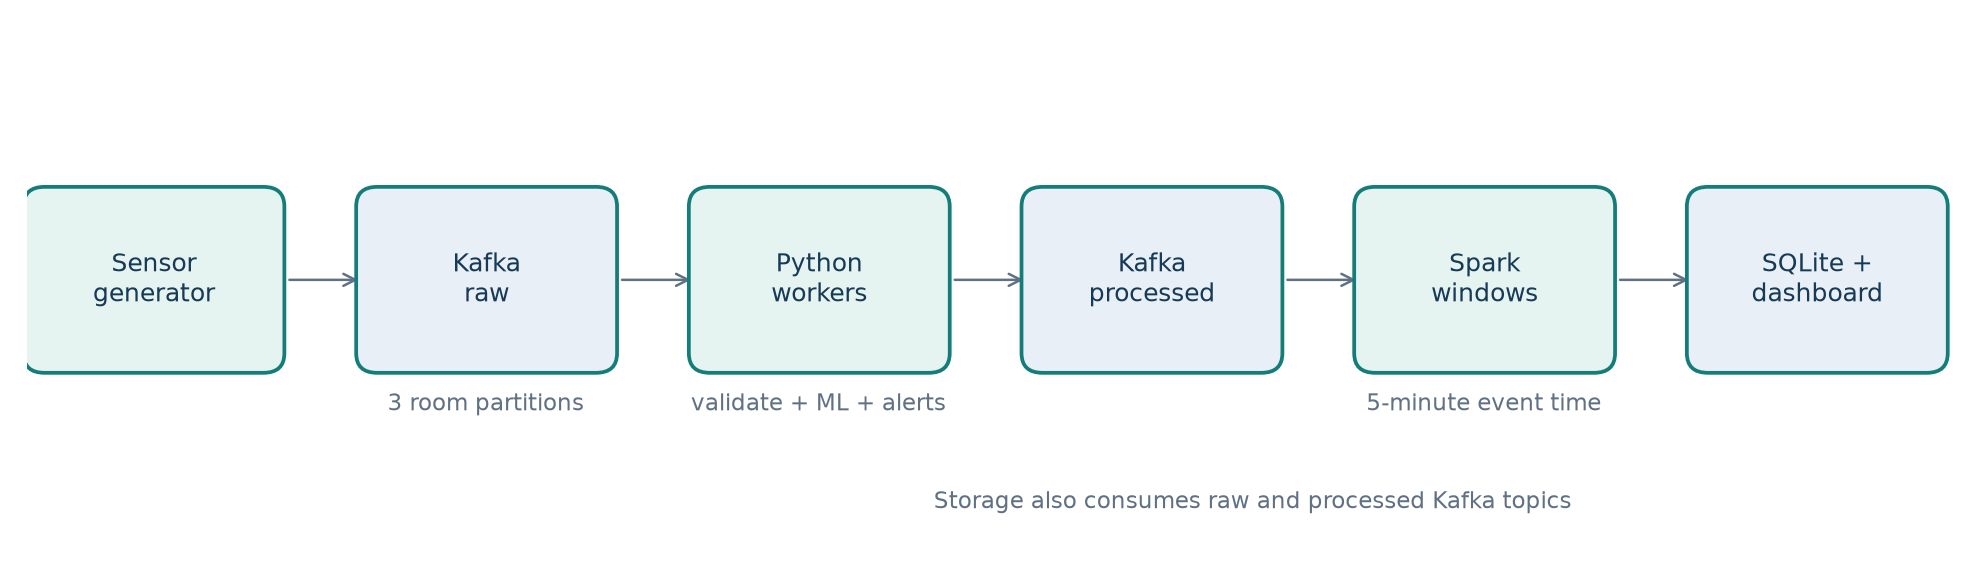 Sensor
generator
Kafka
raw
Python
workers
Kafka
processed
Spark
windows
SQLite +
dashboard
3 room partitions
validate + ML + alerts
5-minute event time
Storage also consumes raw and processed Kafka topics